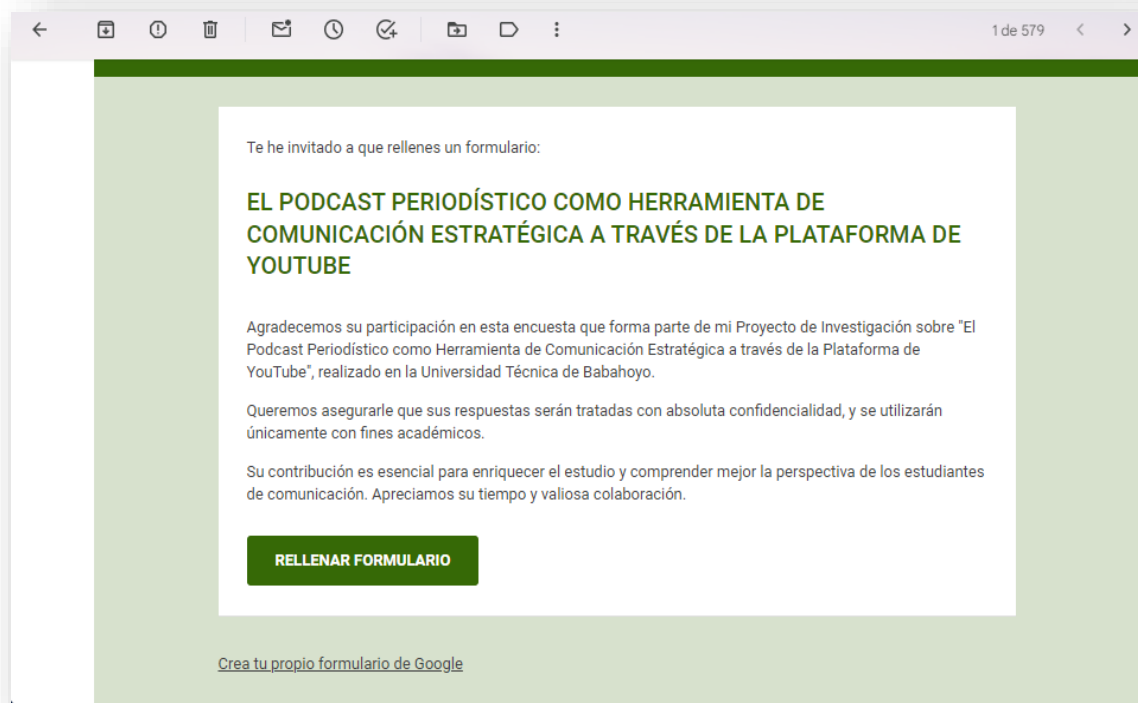 1 de 579
Te he invitado a que rellenes un formulario:
EL PODCAST PERIODÍSTICO COMO HERRAMIENTA DE
COMUNICACIÓN ESTRATÉGICA A TRAVÉS DE LA PLATAFORMA DE
YOUTUBE
Agradecemos su participación en esta encuesta que forma parte de mi Proyecto de Investigación sobre "El
Podcast Periodístico como Herramienta de Comunicación Estratégica a través de la Plataforma de
YouTube", realizado en la Universidad Técnica de Babahoyo.
Queremos asegurarle que sus respuestas serán tratadas con absoluta confidencialidad, y se utilizarán
únicamente con fines académicos.
Su contribución es esencial para enriquecer el estudio y comprender mejor la perspectiva de los estudiantes
de comunicación. Apreciamos su tiempo y valiosa colaboración.
RELLENAR FORMULARIO
Crea tu propio formulario de Google